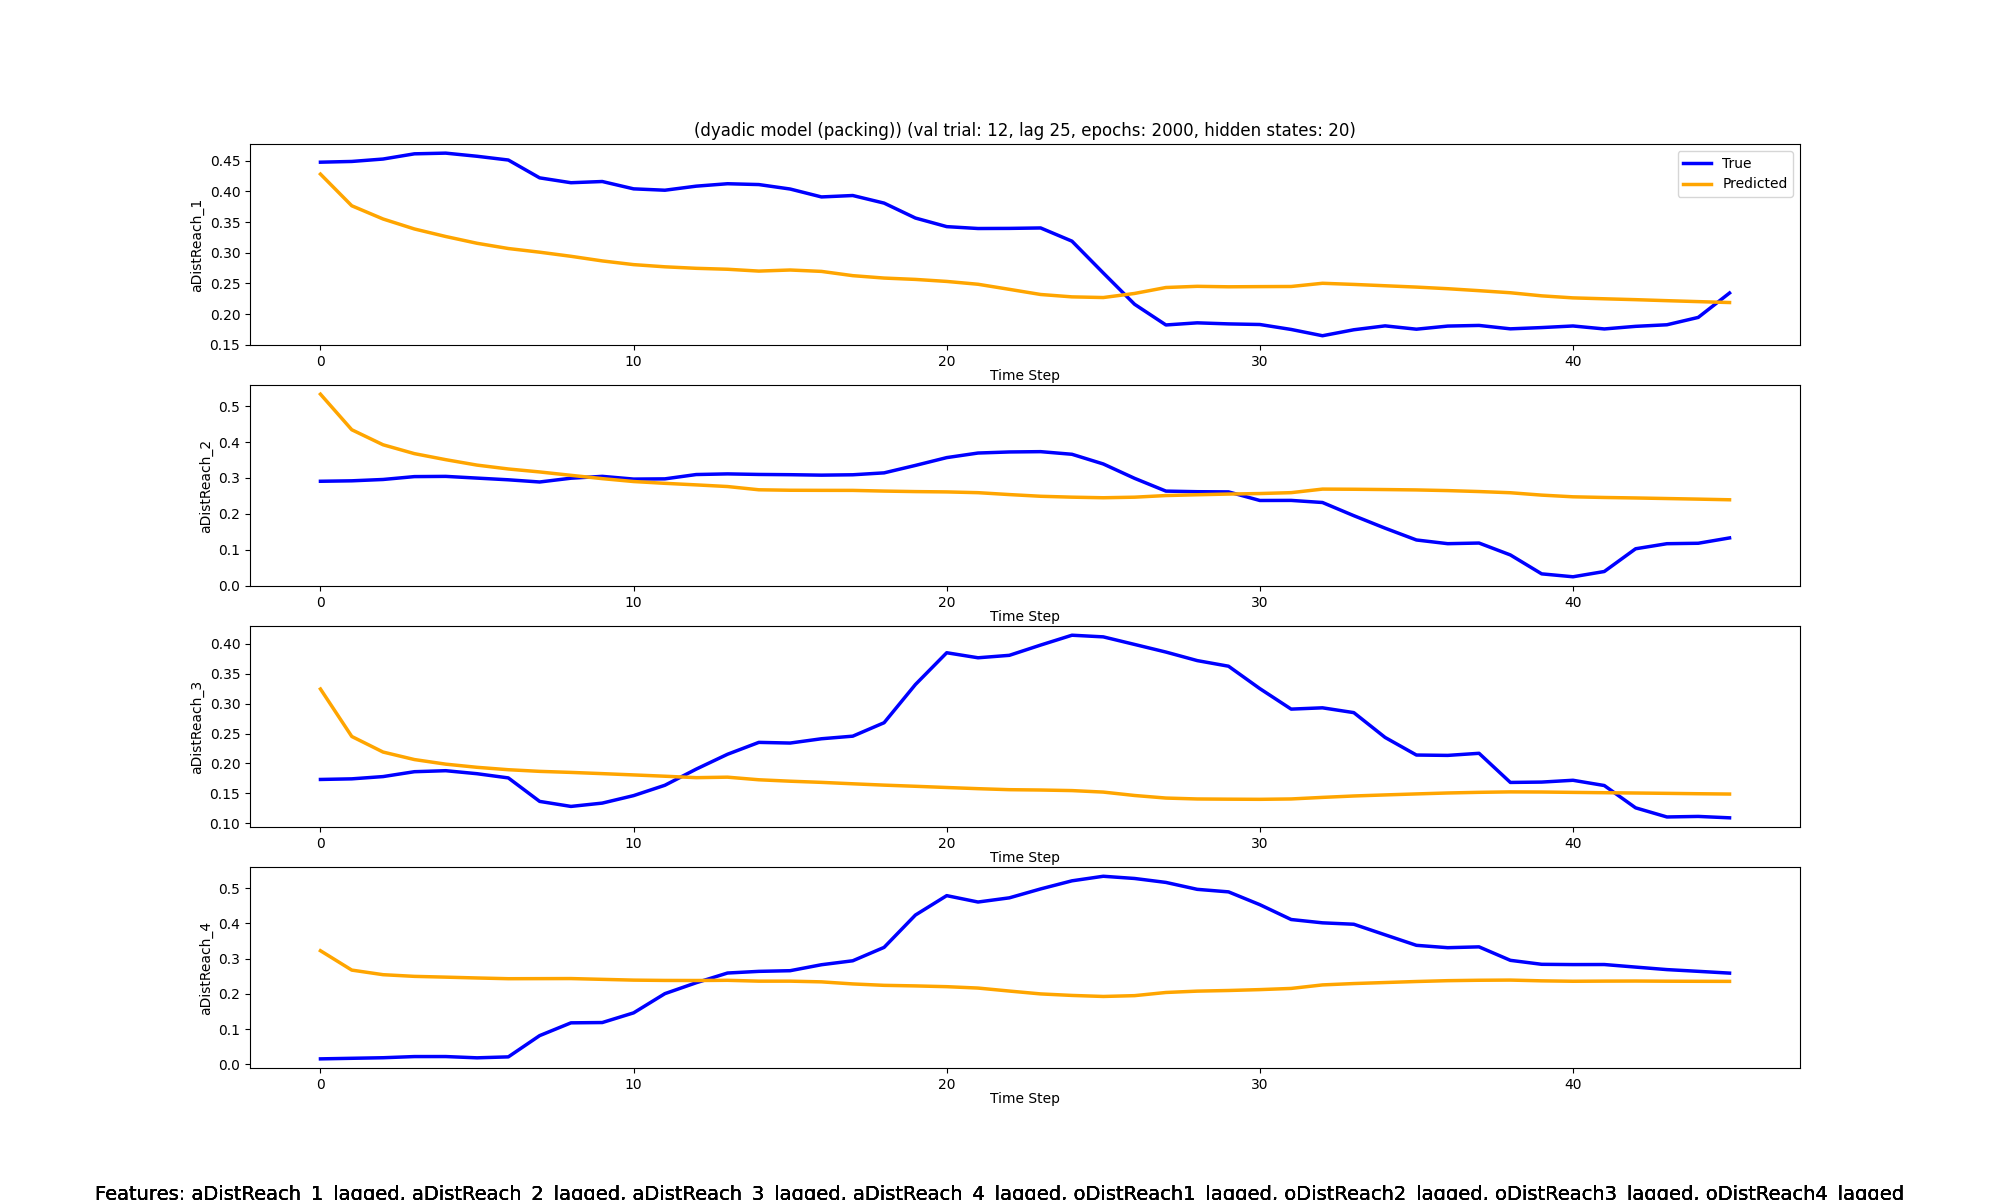 (dyadic model (packing)) (val trial: 12, lag 25, epochs: 2000, hidden states: 20)
True
Predicted
aDistReach_1
0.45
0.40
0.35
0.30
0.25
0.20
0.15
0 10 20 30 40
Time Step
aDistReach_2
0.5
0.4
0.3
0.2
0.1
0.0
0 10 20 30 40
Time Step
aDistReach_3
0.40
0.35
0.30
0.25
0.20
0.15
0.10
0 10 20 30 40
Time Step
aDistReach_4
0.5
0.4
0.3
0.2
0.1
0.0
0 10 20 30 40
Time Step
Features: aDistReach_1_lagged, aDistReach_2_lagged, aDistReach_3_lagged, aDistReach_4_lagged, oDistReach1_lagged, oDistReach2_lagged, oDistReach3_lagged, oDistReach4_lagged